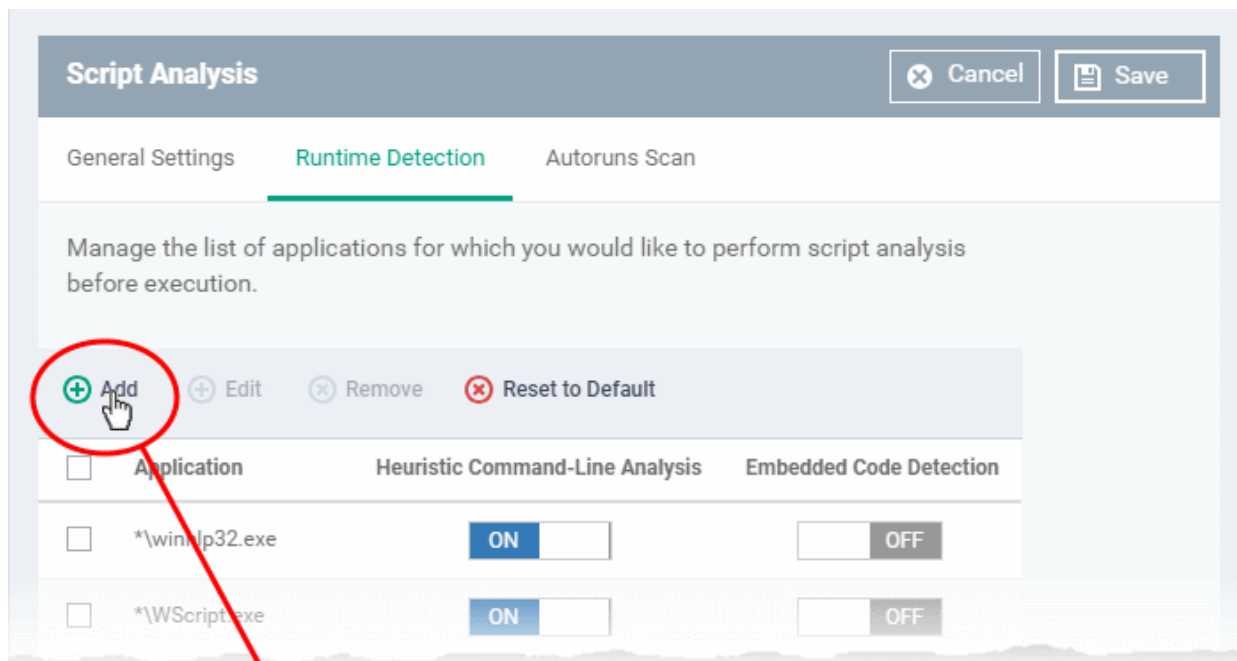 Script Analysis
Cancel
Save
General Settings
Runtime Detection
Autoruns Scan
Manage the list of applications for which you would like to perform script analysis
before execution.
Add
Edit
Remove
Reset to Default
Application
Heuristic Command-Line Analysis
Embedded Code Detection
*\winhlp32.exe
ON
OFF
*\WScript.exe
ON
OFF